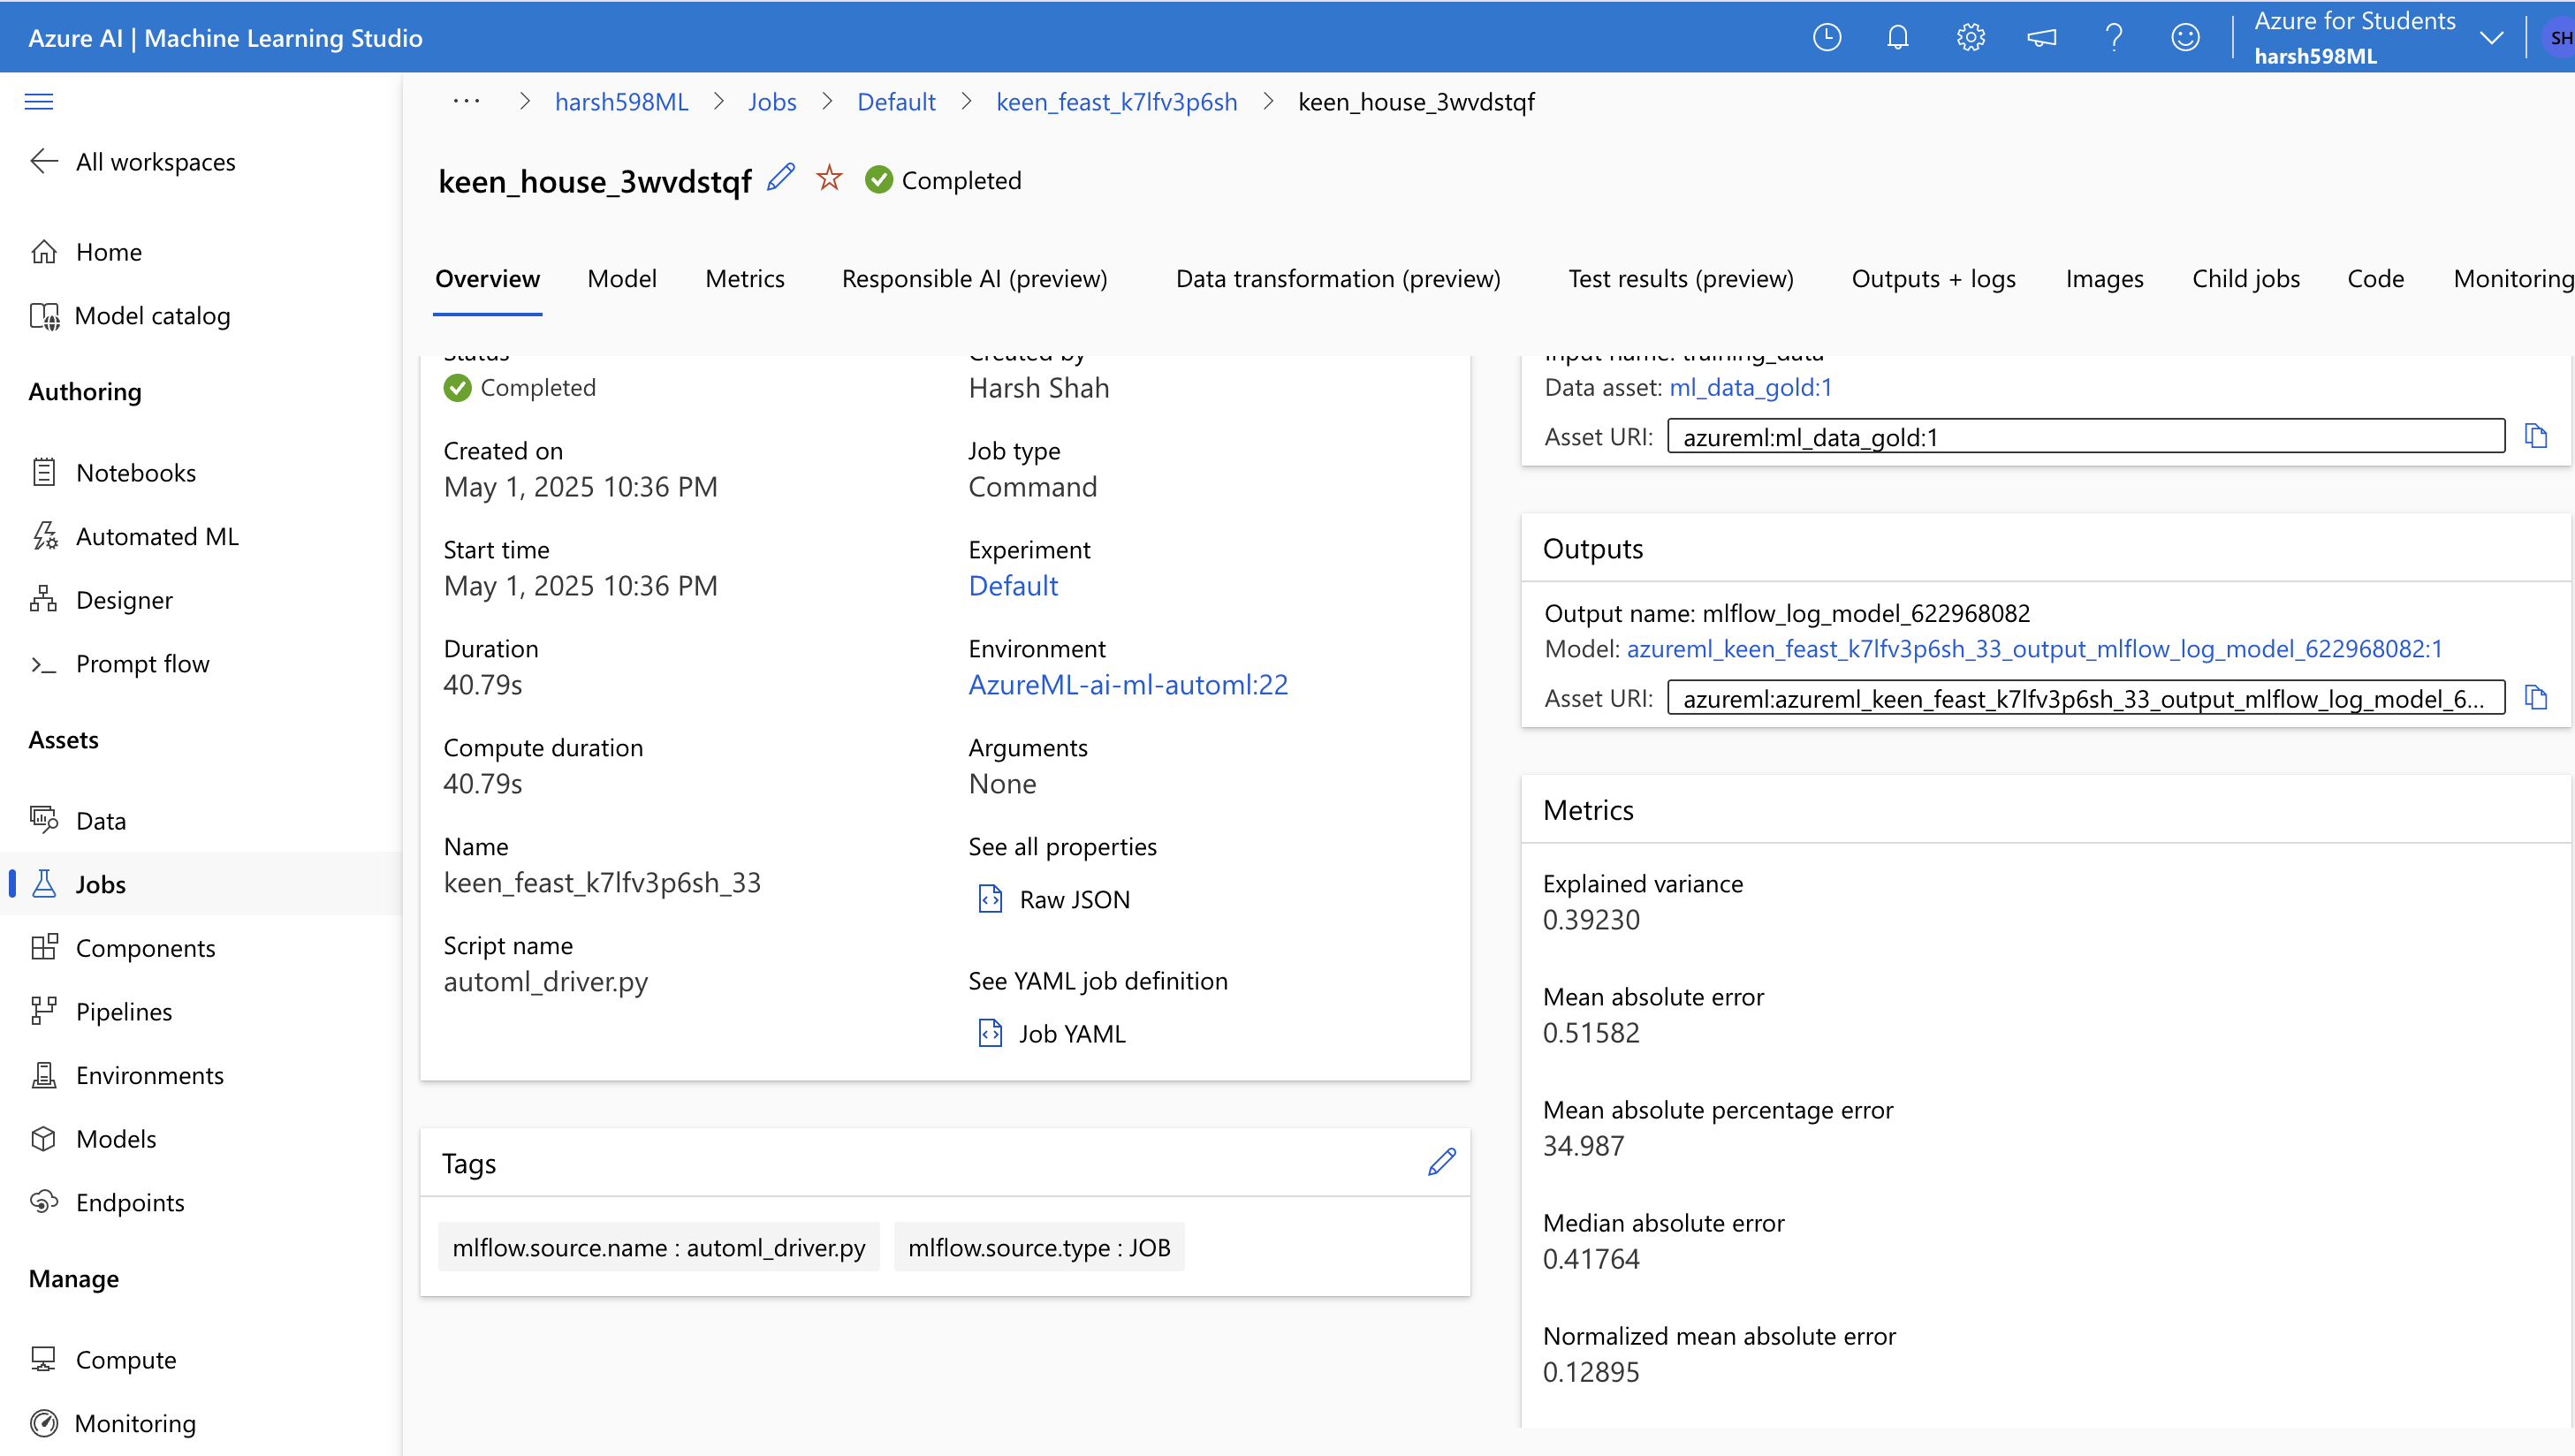 Azure AI | Machine Learning Studio
Azure for Students
harsh598ML
SH
All workspaces
Home
Model catalog
Authoring
Notebooks
Automated ML
Designer
Prompt flow
Assets
Data
Jobs
Components
Pipelines
Environments
Models
Endpoints
Manage
Compute
Monitoring
... > harsh598ML > Jobs > Default > keen_feast_k7lfv3p6sh > keen_house_3wvdstqf
keen_house_3wvdstqf Completed
Overview Model Metrics Responsible AI (preview) Data transformation (preview) Test results (preview) Outputs + logs Images Child jobs Code Monitoring
Status
Completed
Created on
May 1, 2025 10:36 PM
Start time
May 1, 2025 10:36 PM
Duration
40.79s
Compute duration
40.79s
Name
keen_feast_k7lfv3p6sh_33
Script name
automl_driver.py
Created by
Harsh Shah
Job type
Command
Experiment
Default
Environment
AzureML-ai-ml-automl:22
Arguments
None
See all properties
Raw JSON
See YAML job definition
Job YAML
Tags
mlflow.source.name : automl_driver.py mlflow.source.type : JOB
Input name: training_data
Data asset: ml_data_gold:1
Asset URI: azureml:ml_data_gold:1
Outputs
Output name: mlflow_log_model_622968082
Model: azureml_keen_feast_k7lfv3p6sh_33_output_mlflow_log_model_622968082:1
Asset URI: azureml:azureml_keen_feast_k7lfv3p6sh_33_output_mlflow_log_model_6...
Metrics
Explained variance
0.39230
Mean absolute error
0.51582
Mean absolute percentage error
34.987
Median absolute error
0.41764
Normalized mean absolute error
0.12895